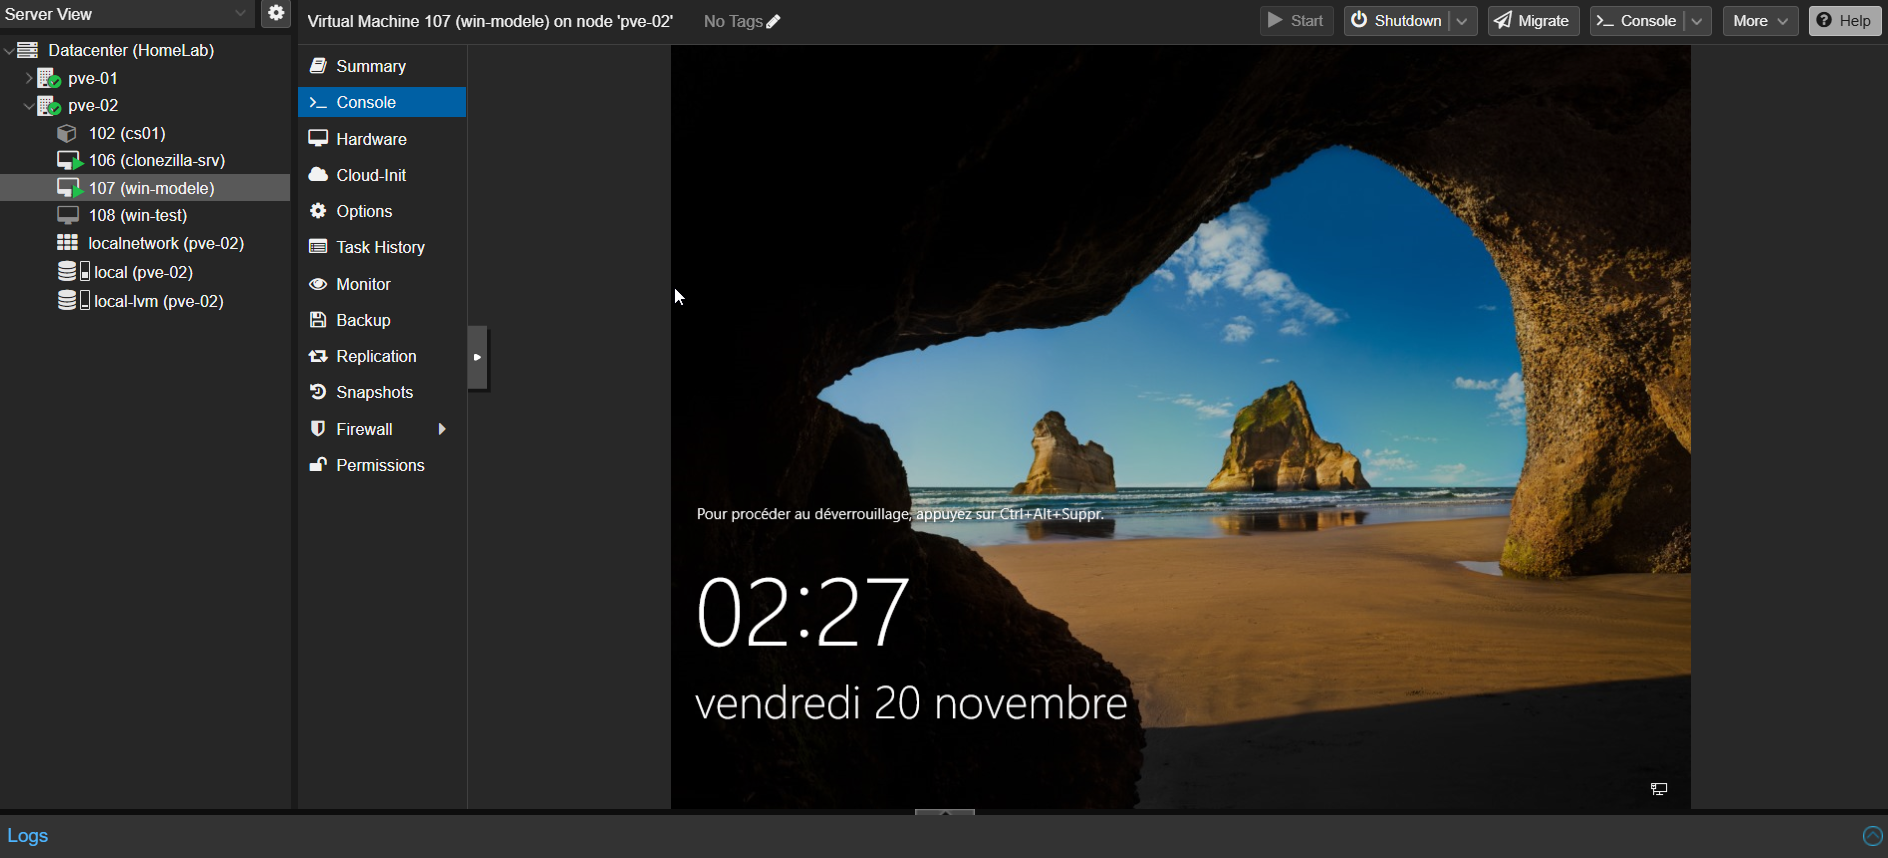 Server View
Virtual Machine 107 (win-modele) on node 'pve-02'
No Tags
Start
Shutdown
Migrate
Console
More
Help
Datacenter (HomeLab)
pve-01
pve-02
102 (cs01)
106 (clonezilla-srv)
107 (win-modele)
108 (win-test)
localnetwork (pve-02)
local (pve-02)
local-lvm (pve-02)
Summary
Console
Hardware
Cloud-Init
Options
Task History
Monitor
Backup
Replication
Snapshots
Firewall
Permissions
Pour procéder au déverrouillage, appuyez sur Ctrl+Alt+Suppr.
02:27
vendredi 20 novembre
Logs